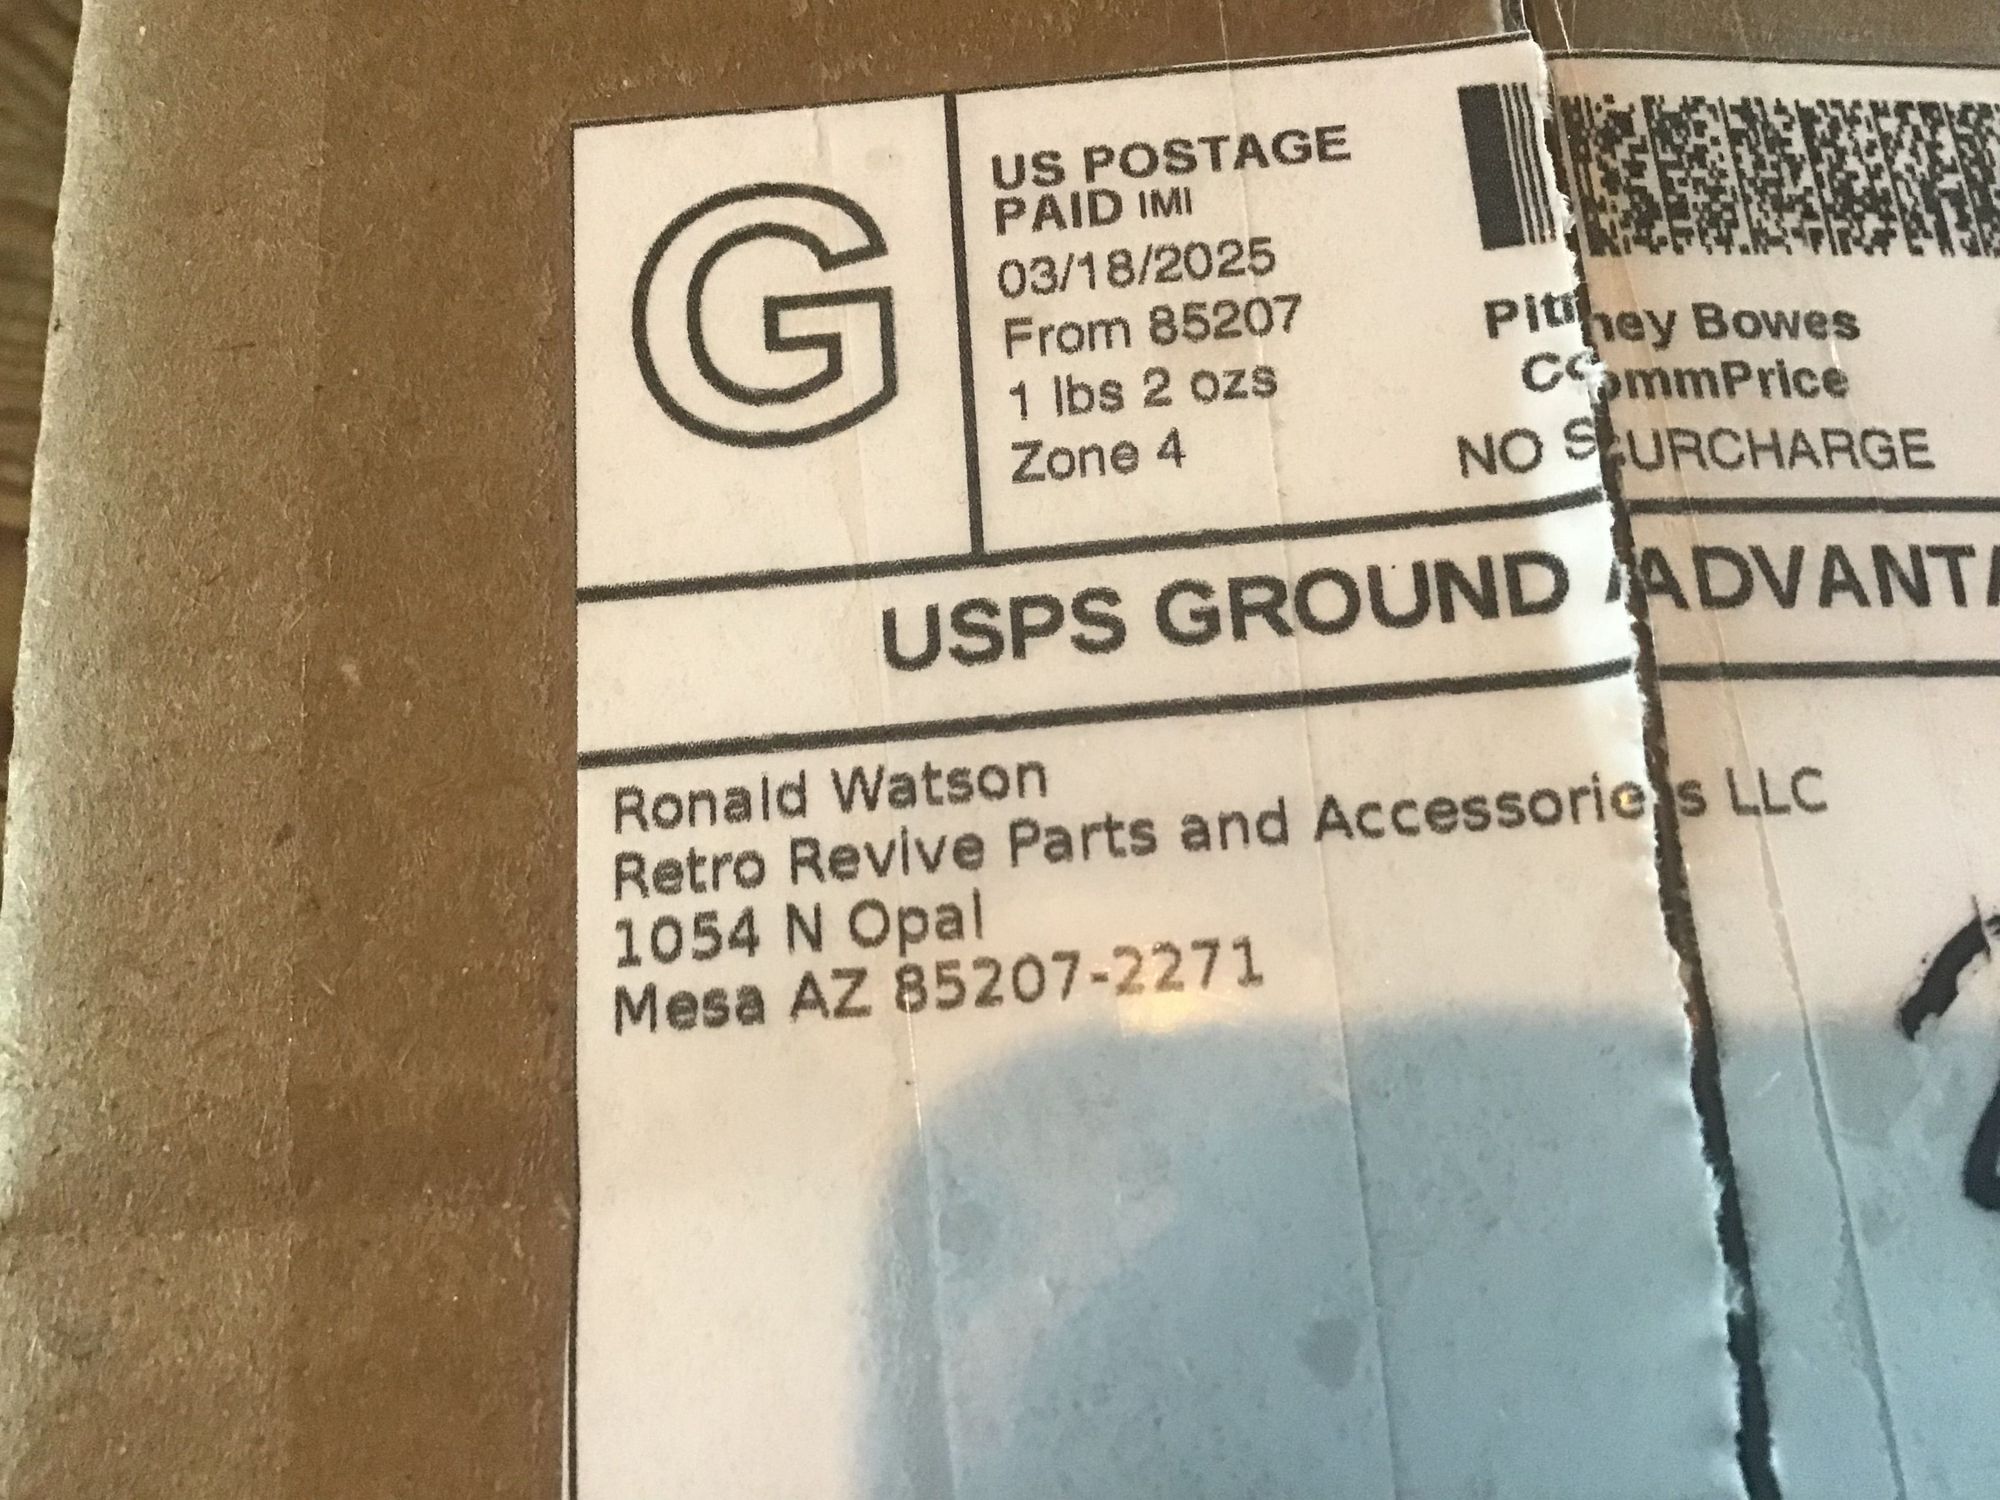 G
US POSTAGE
PAID IMI
03/18/2025
From 85207
1 lbs 2 ozs
Zone 4
Pitney Bowes
CommPrice
NO SURCHARGE
USPS GROUND ADVANTA
Ronald Watson
Retro Revive Parts and Accessories LLC
1054 N Opal
Mesa AZ 85207-2271